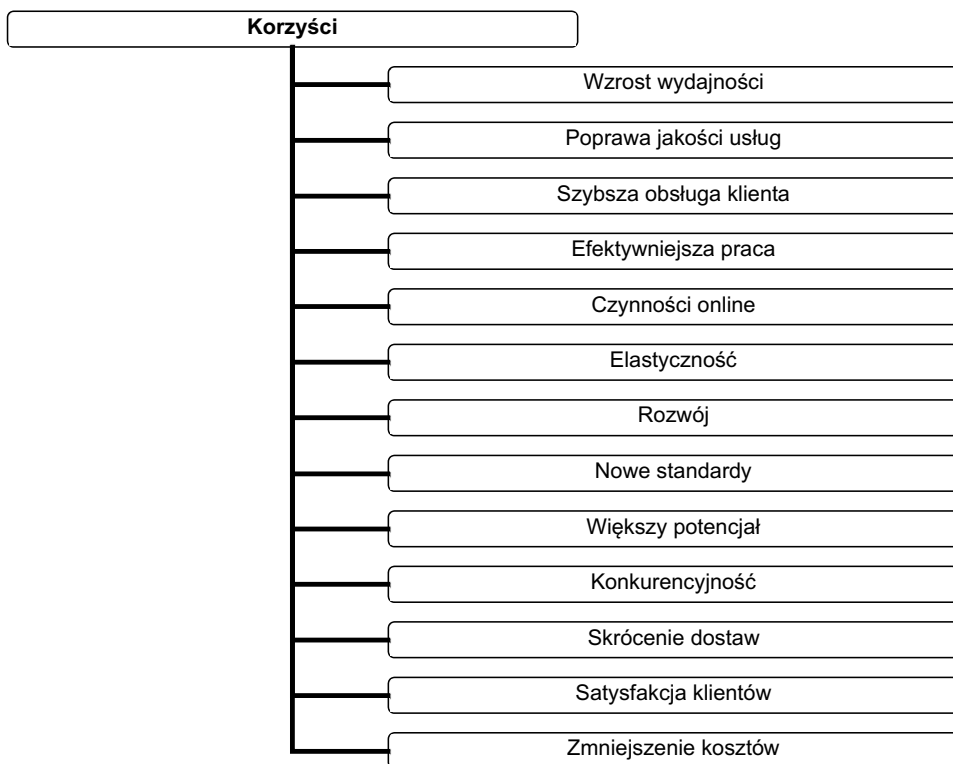 Korzyści
Wzrost wydajności
Poprawa jakości usług
Szybsza obsługa klienta
Efektywniejsza praca
Czynności online
Elastyczność
Rozwój
Nowe standardy
Większy potencjał
Konkurencyjność
Skrócenie dostaw
Satysfakcja klientów
Zmniejszenie kosztów